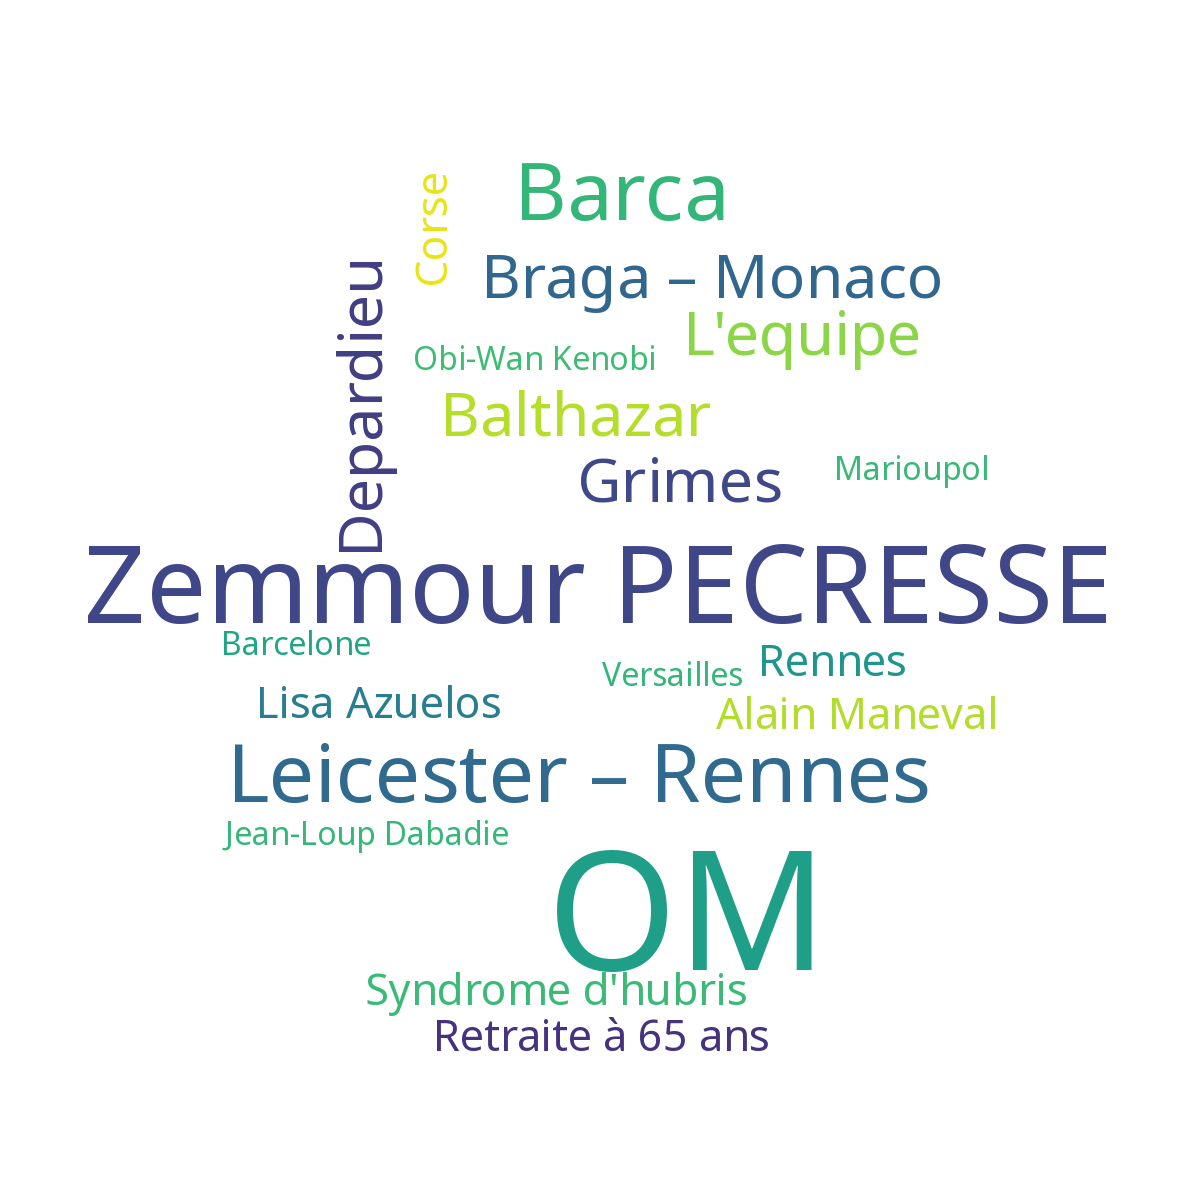 Barca
Corse
Braga – Monaco
Depardieu
L'equipe
Obi-Wan Kenobi
Balthazar
Grimes
Marioupol
Zemmour PECRESSE
Barcelone
Versailles
Rennes
Lisa Azuelos
Alain Maneval
Leicester – Rennes
Jean-Loup Dabadie
OM
Syndrome d'hubris
Retraite à 65 ans